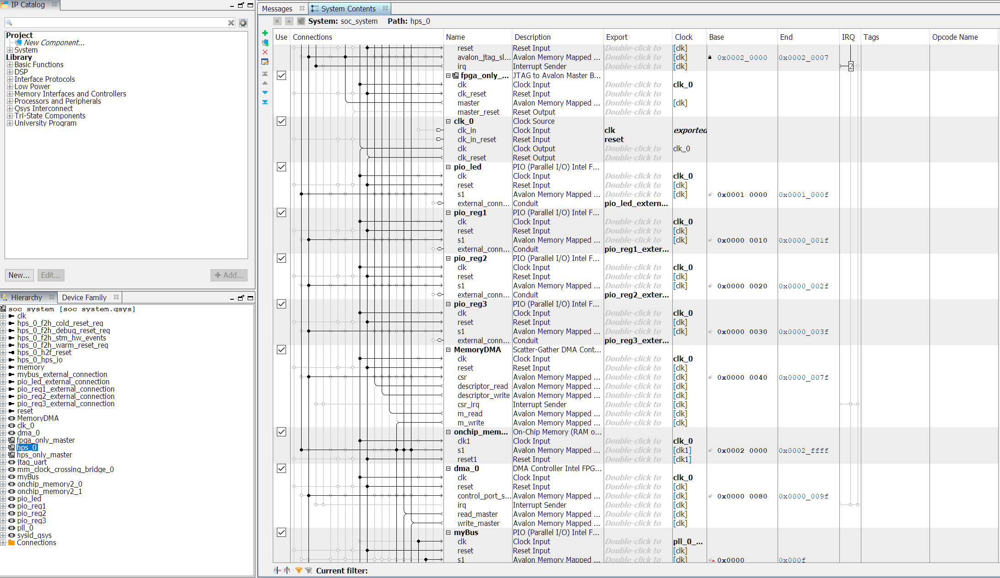 IP Catalog
Project
New Component...
System
Library
Basic Functions
DSP
Interface Protocols
Low Power
Memory Interfaces and Controllers
Processors and Peripherals
Qsys Interconnect
Tri-State Components
University Program
New... Edit... Add...
Hierarchy Device Family
soc system [soc system.qsys]
clk
hps_0_f2h_cold_reset_req
hps_0_f2h_debug_reset_req
hps_0_f2h_stm_hw_events
hps_0_f2h_warm_reset_req
hps_0_h2f_reset
hps_0_hps_io
memory
mybus_external_connection
pio_led_external_connection
pio_reg1_external_connection
pio_reg2_external_connection
pio_reg3_external_connection
reset
MemoryDMA
clk_0
dma_0
fpga_only_master
hps_0
hps_only_master
jtag_uart
mm_clock_crossing_bridge_0
myBus
onchip_memory2_0
onchip_memory2_1
pio_led
pio_reg1
pio_reg2
pio_reg3
pll_0
sysid_qsys
Connections
Messages System Contents
System: soc_system Path: hps_0
Use Connections Name Description Export Clock Base End IRQ Tags Opcode Name
reset Reset Input Double-click to [clk]
avalon_jtag_sl... Avalon Memory Mapped ... Double-click to [clk] 0x0002_0000 0x0002_0007
irq Interrupt Sender Double-click to [clk] 2
fpga_only_... JTAG to Avalon Master B...
clk Clock Input Double-click to clk_0
clk_reset Reset Input Double-click to
master Avalon Memory Mapped ... Double-click to [clk]
master_reset Reset Output Double-click to
clk_0 Clock Source
clk_in Clock Input clk exported
clk_in_reset Reset Input reset
clk Clock Output Double-click to clk_0
clk_reset Reset Output Double-click to
pio_led PIO (Parallel I/O) Intel F...
clk Clock Input Double-click to clk_0
reset Reset Input Double-click to [clk]
s1 Avalon Memory Mapped ... Double-click to [clk] 0x0001 0000 0x0001_000f
external_conn... Conduit pio_led_extern...
pio_reg1 PIO (Parallel I/O) Intel F...
clk Clock Input Double-click to clk_0
reset Reset Input Double-click to [clk]
s1 Avalon Memory Mapped ... Double-click to [clk] 0x0000 0010 0x0000_001f
external_conn... Conduit pio_reg1_exter...
pio_reg2 PIO (Parallel I/O) Intel F...
clk Clock Input Double-click to clk_0
reset Reset Input Double-click to [clk]
s1 Avalon Memory Mapped ... Double-click to [clk] 0x0000 0020 0x0000_002f
external_conn... Conduit pio_reg2_exter...
pio_reg3 PIO (Parallel I/O) Intel F...
clk Clock Input Double-click to clk_0
reset Reset Input Double-click to [clk]
s1 Avalon Memory Mapped ... Double-click to [clk] 0x0000 0030 0x0000_003f
external_conn... Conduit pio_reg3_exter...
MemoryDMA Scatter-Gather DMA Cont...
clk Clock Input Double-click to clk_0
reset Reset Input Double-click to [clk]
csr Avalon Memory Mapped ... Double-click to [clk] 0x0000 0040 0x0000_007f
descriptor_read Avalon Memory Mapped ... Double-click to [clk]
descriptor_write Avalon Memory Mapped ... Double-click to [clk]
csr_irq Interrupt Sender Double-click to [clk]
m_read Avalon Memory Mapped ... Double-click to [clk]
m_write Avalon Memory Mapped ... Double-click to [clk]
onchip_mem... On-Chip Memory (RAM o...
clk1 Clock Input Double-click to clk_0
s1 Avalon Memory Mapped ... Double-click to [clk1] 0x0002 0000 0x0002_ffff
reset1 Reset Input Double-click to [clk1]
dma_0 DMA Controller Intel FPG...
clk Clock Input Double-click to clk_0
reset Reset Input Double-click to [clk]
control_port_s... Avalon Memory Mapped ... Double-click to [clk] 0x0000 0080 0x0000_009f
irq Interrupt Sender Double-click to [clk]
read_master Avalon Memory Mapped ... Double-click to [clk]
write_master Avalon Memory Mapped ... Double-click to [clk]
myBus PIO (Parallel I/O) Intel F...
clk Clock Input Double-click to pll_0_...
reset Reset Input Double-click to [clk]
s1 Avalon Memory Mapped ... Double-click to [clk] 0x0000 0x000f
Current filter: